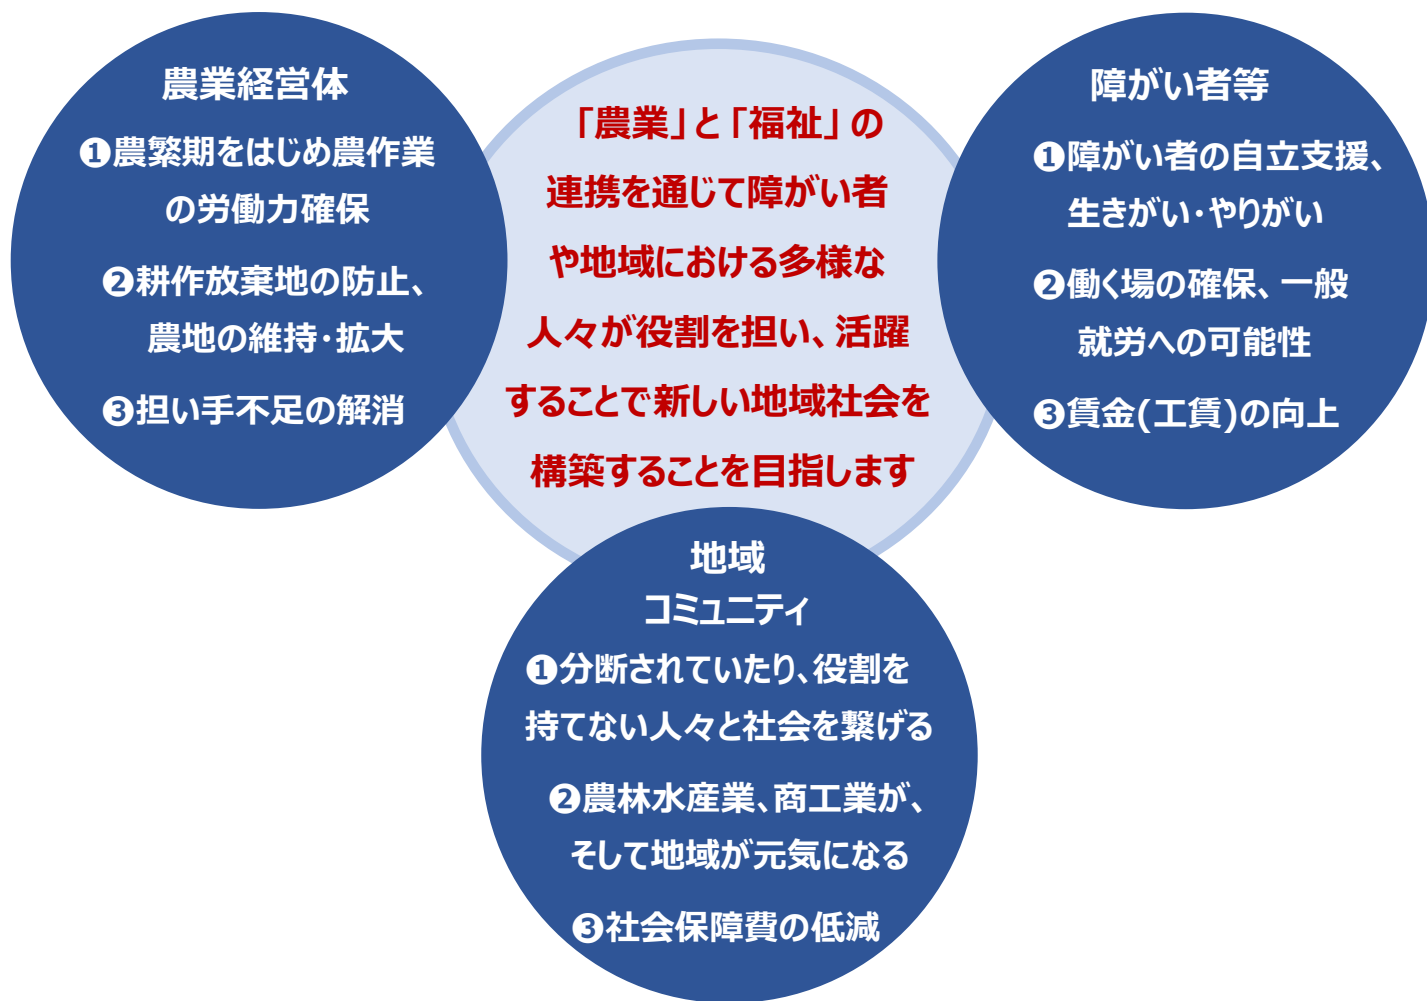 農業経営体
❶農繁期をはじめ農作業
の労働力確保
❷耕作放棄地の防止、
農地の維持・拡大
❸担い手不足の解消
「農業」と「福祉」の
連携を通じて障がい者
や地域における多様な
人々が役割を担い、活躍
することで新しい地域社会を
構築することを目指します
障がい者等
❶障がい者の自立支援、
生きがい・やりがい
❷働く場の確保、一般
就労への可能性
❸賃金(工賃)の向上
地域
コミュニティ
❶分断されていたり、役割を
持てない人々と社会を繋げる
❷農林水産業、商工業が、
そして地域が元気になる
❸社会保障費の低減